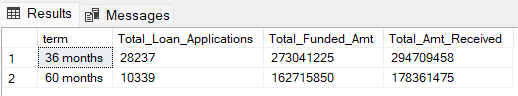 Results Messages
term Total_Loan_Applications Total_Funded_Amt Total_Amt_Received
1 36 months 28237 273041225 294709458
2 60 months 10339 162715850 178361475